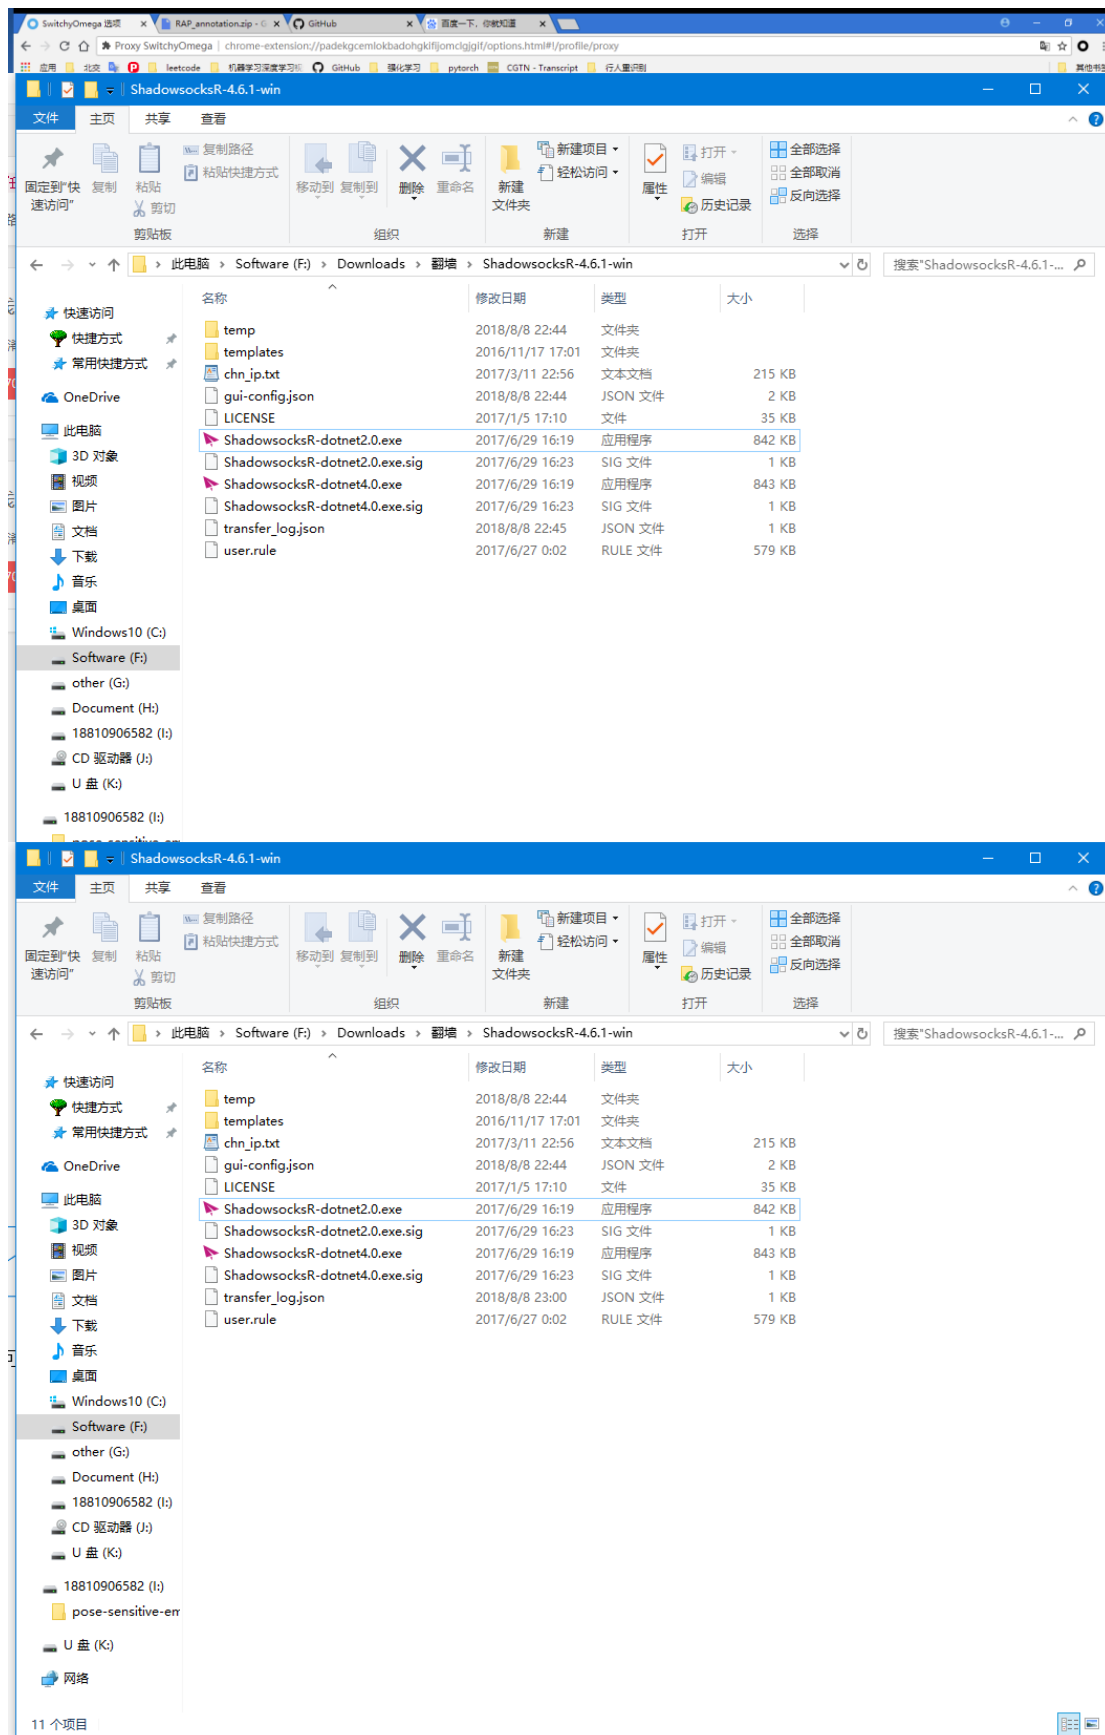 SwitchyOmega 选项
RAP_annotation.zip - G
GitHub
百度一下，你就知道
Proxy SwitchyOmega | chrome-extension://padekgcemlokbadohgkifijomclgjgif/options.html#!/profile/proxy
应用 北交 leetcode 机器学习深度学习 GitHub 强化学习 pytorch CGTN - Transcript 行人重识别 其他书签
ShadowsocksR-4.6.1-win
文件 主页 共享 查看
复制路径 新建项目 打开 全部选择
粘贴快捷方式 轻松访问 编辑 全部取消
固定到"快速访问" 复制 粘贴 剪切 移动到 复制到 删除 重命名 新建文件夹 属性 历史记录 反向选择
剪贴板 组织 新建 打开 选择
此电脑 › Software (F:) › Downloads › 翻墙 › ShadowsocksR-4.6.1-win 搜索"ShadowsocksR-4.6.1-...
名称 修改日期 类型 大小
temp 2018/8/8 22:44 文件夹
templates 2016/11/17 17:01 文件夹
chn_ip.txt 2017/3/11 22:56 文本文档 215 KB
gui-config.json 2018/8/8 22:44 JSON 文件 2 KB
LICENSE 2017/1/5 17:10 文件 35 KB
ShadowsocksR-dotnet2.0.exe 2017/6/29 16:19 应用程序 842 KB
ShadowsocksR-dotnet2.0.exe.sig 2017/6/29 16:23 SIG 文件 1 KB
ShadowsocksR-dotnet4.0.exe 2017/6/29 16:19 应用程序 843 KB
ShadowsocksR-dotnet4.0.exe.sig 2017/6/29 16:23 SIG 文件 1 KB
transfer_log.json 2018/8/8 22:45 JSON 文件 1 KB
user.rule 2017/6/27 0:02 RULE 文件 579 KB
快速访问
快捷方式
常用快捷方式
OneDrive
此电脑
3D 对象
视频
图片
文档
下载
音乐
桌面
Windows10 (C:)
Software (F:)
other (G:)
Document (H:)
18810906582 (I:)
CD 驱动器 (J:)
U 盘 (K:)
18810906582 (I:)
pose-sensitive-em
ShadowsocksR-4.6.1-win
文件 主页 共享 查看
复制路径 新建项目 打开 全部选择
粘贴快捷方式 轻松访问 编辑 全部取消
固定到"快速访问" 复制 粘贴 剪切 移动到 复制到 删除 重命名 新建文件夹 属性 历史记录 反向选择
剪贴板 组织 新建 打开 选择
此电脑 › Software (F:) › Downloads › 翻墙 › ShadowsocksR-4.6.1-win 搜索"ShadowsocksR-4.6.1-...
名称 修改日期 类型 大小
temp 2018/8/8 22:44 文件夹
templates 2016/11/17 17:01 文件夹
chn_ip.txt 2017/3/11 22:56 文本文档 215 KB
gui-config.json 2018/8/8 22:44 JSON 文件 2 KB
LICENSE 2017/1/5 17:10 文件 35 KB
ShadowsocksR-dotnet2.0.exe 2017/6/29 16:19 应用程序 842 KB
ShadowsocksR-dotnet2.0.exe.sig 2017/6/29 16:23 SIG 文件 1 KB
ShadowsocksR-dotnet4.0.exe 2017/6/29 16:19 应用程序 843 KB
ShadowsocksR-dotnet4.0.exe.sig 2017/6/29 16:23 SIG 文件 1 KB
transfer_log.json 2018/8/8 23:00 JSON 文件 1 KB
user.rule 2017/6/27 0:02 RULE 文件 579 KB
快速访问
快捷方式
常用快捷方式
OneDrive
此电脑
3D 对象
视频
图片
文档
下载
音乐
桌面
Windows10 (C:)
Software (F:)
other (G:)
Document (H:)
18810906582 (I:)
CD 驱动器 (J:)
U 盘 (K:)
18810906582 (I:)
pose-sensitive-em
U 盘 (K:)
网络
11 个项目